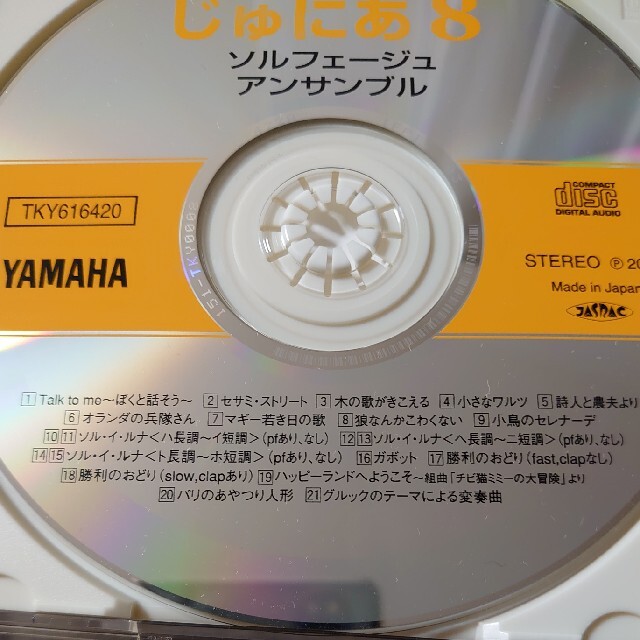 じゅにあ 8
ソルフェージュ
アンサンブル
TKY616420
YAMAHA
COMPACT
disc
DIGITAL AUDIO
STEREO Ⓟ 20
Made in Japan
JASRAC
1 Talk to me〜ぼくと話そう〜 2 セサミ・ストリート 3 木の歌がきこえる 4 小さなワルツ 5 詩人と農夫より
6 オランダの兵隊さん 7 マギー若き日の歌 8 狼なんかこわくない 9 小鳥のセレナーデ
10 11 ソル・イ・ルナ<ハ長調〜イ短調>(pfあり、なし) 12 13 ソル・イ・ルナ<ヘ長調〜ニ短調>(pfあり、なし)
14 15 ソル・イ・ルナ<ト長調〜ホ短調>(pfあり、なし) 16 ガボット 17 勝利のおどり(fast,clapなし)
18 勝利のおどり(slow,clapあり) 19 ハッピーランドへようこそ〜組曲「チビ猫ミミーの大冒険」より
20 バリのあやつり人形 21 グルックのテーマによる変奏曲